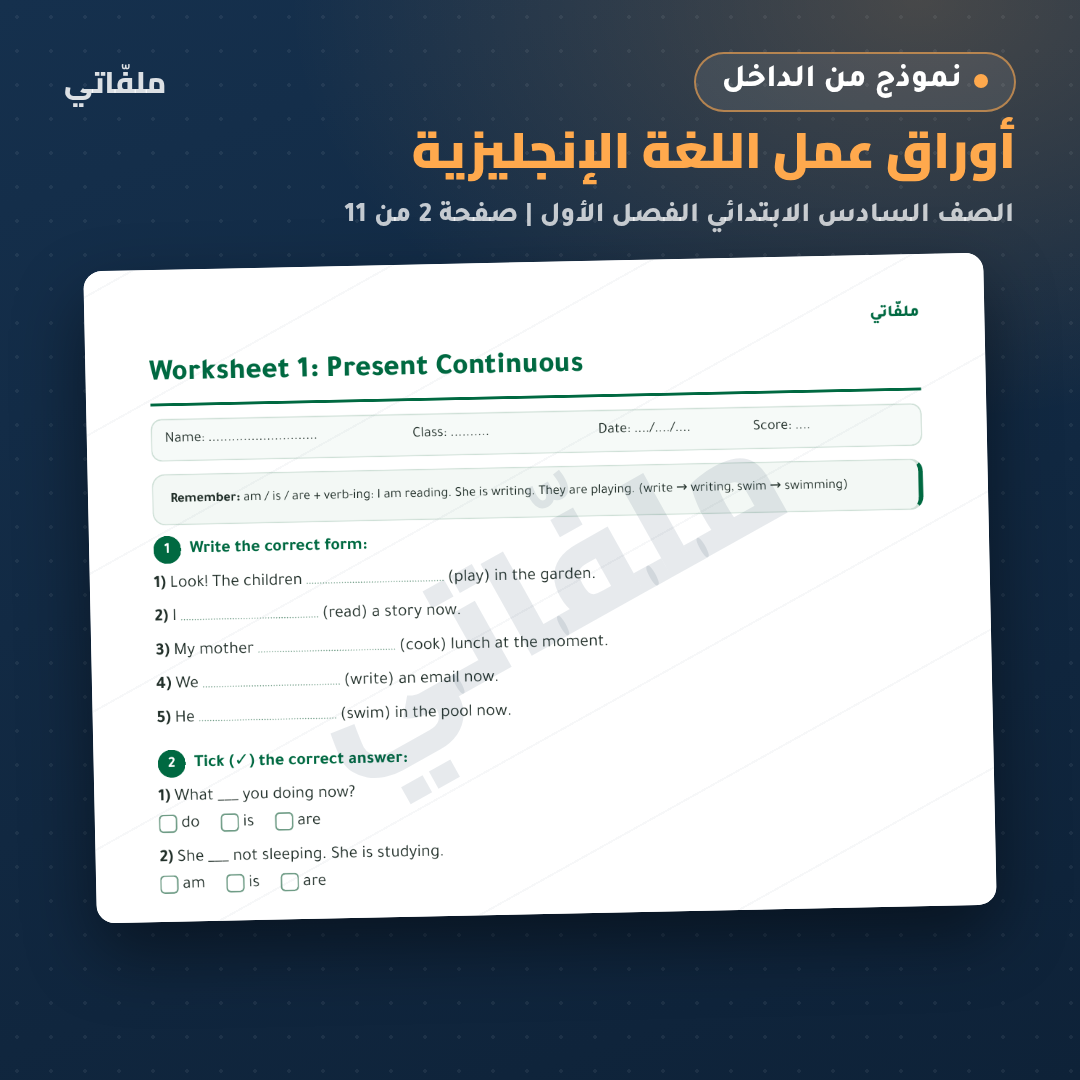 ملفّاتي
نموذج من الداخل
أوراق عمل اللغة الإنجليزية
الصف السادس الابتدائي الفصل الأول | صفحة 2 من 11
ملفّاتي
Worksheet 1: Present Continuous
Name: ............................ Class: .......... Date: ..../..../.... Score: ....
Remember: am / is / are + verb-ing: I am reading. She is writing. They are playing. (write → writing, swim → swimming)
1 Write the correct form:
1) Look! The children ........................ (play) in the garden.
2) I ........................ (read) a story now.
3) My mother ........................ (cook) lunch at the moment.
4) We ........................ (write) an email now.
5) He ........................ (swim) in the pool now.
2 Tick (✓) the correct answer:
1) What ___ you doing now?
do is are
2) She ___ not sleeping. She is studying.
am is are
ملفّاتي